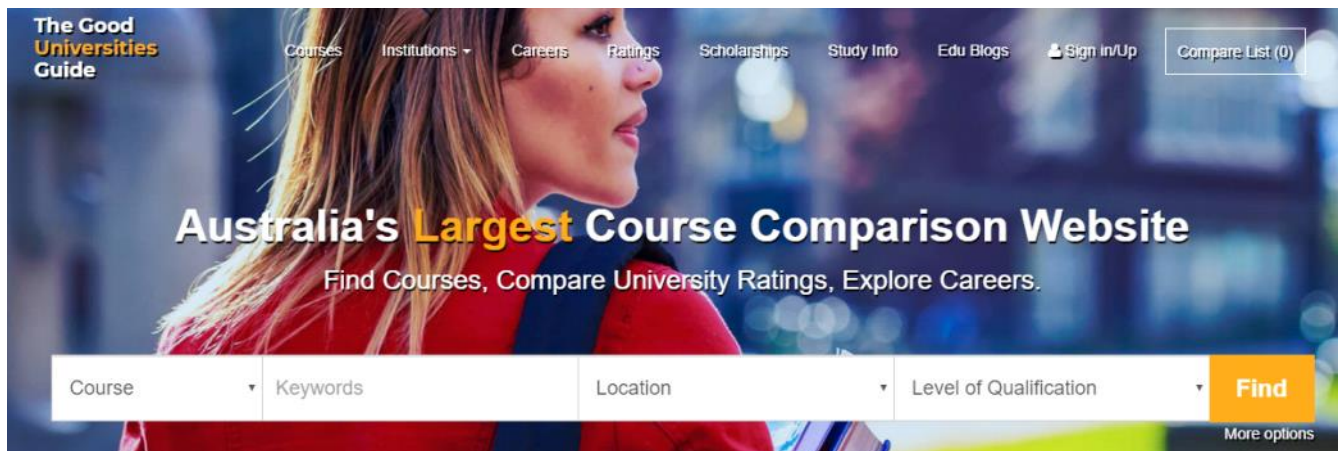 The Good
Universities
Guide
Courses Institutions Careers Ratings Scholarships Study Info Edu Blogs Sign in/Up Compare List (0)
Australia's Largest Course Comparison Website
Find Courses, Compare University Ratings, Explore Careers.
Course Keywords Location Level of Qualification Find
More options